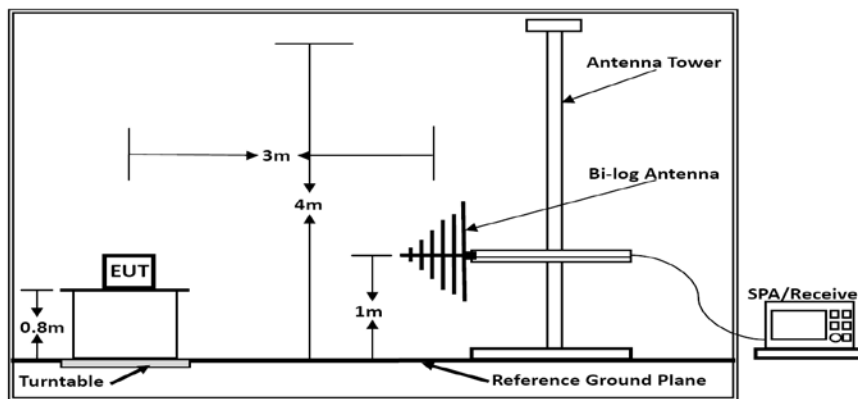 Antenna Tower
3m
Bi-log Antenna
4m
EUT
SPA/Receive
0.8m
1m
Turntable
Reference Ground Plane